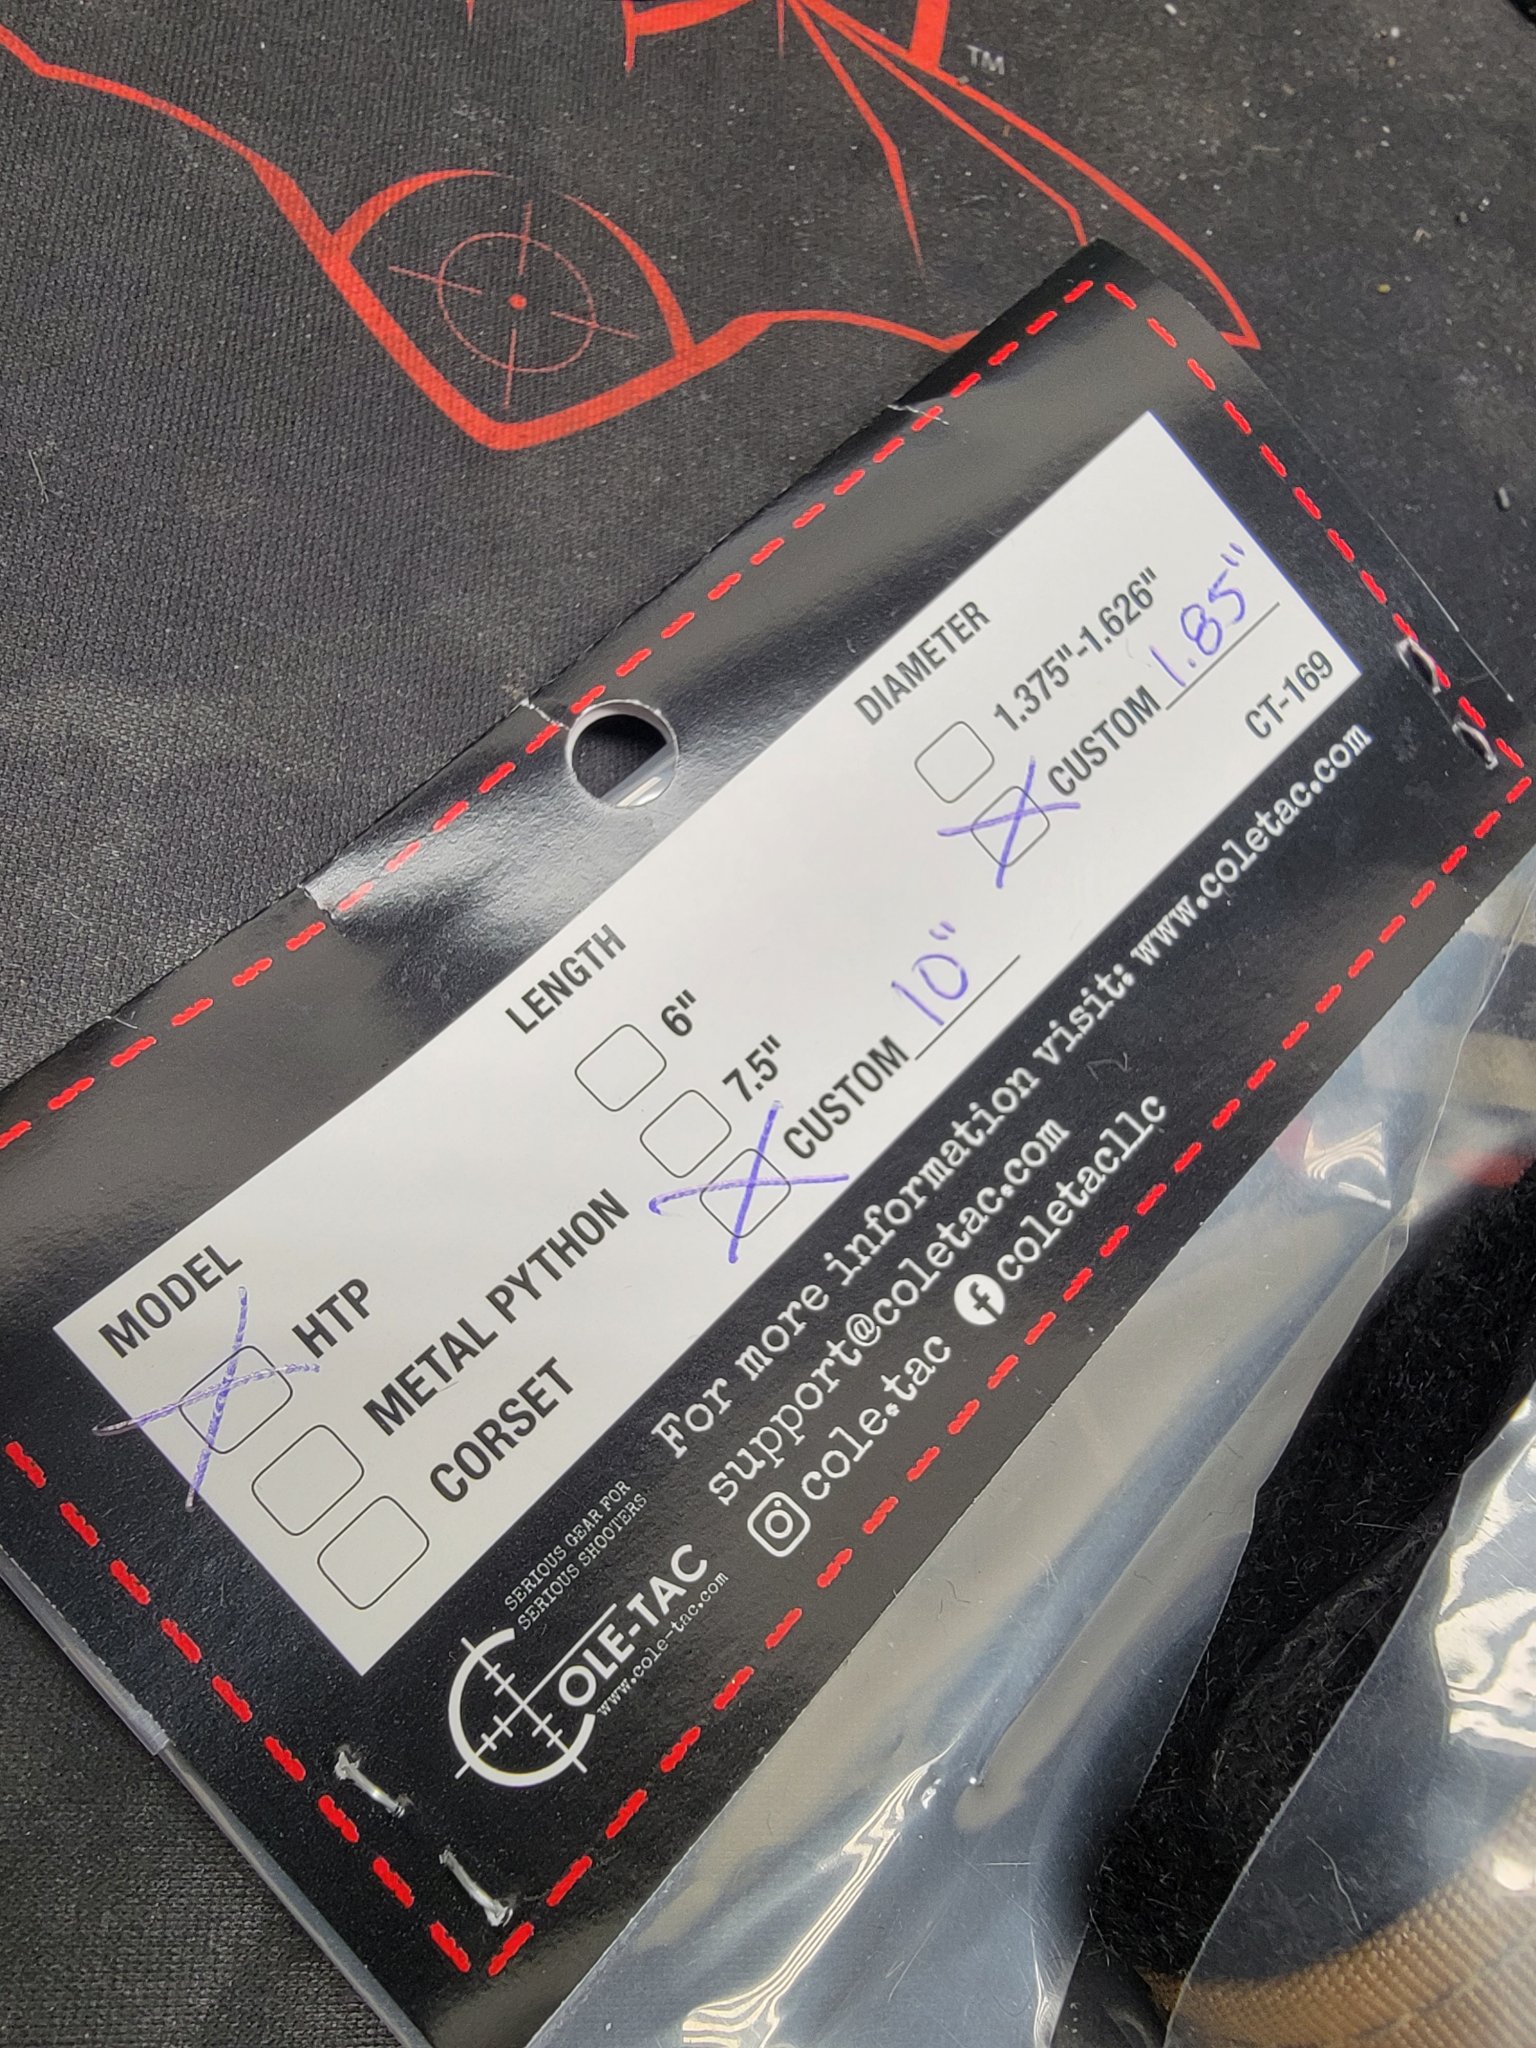 TM
MODEL
HTP
METAL PYTHON
CORSET
LENGTH
6"
7.5"
CUSTOM 10"
DIAMETER
1.375"-1.626"
CUSTOM 1.85"
CT-169
SERIOUS GEAR FOR
SERIOUS SHOOTERS
COLE-TAC
www.cole-tac.com
For more information visit: www.coletac.com
support@coletac.com
cole.tac coletacllc